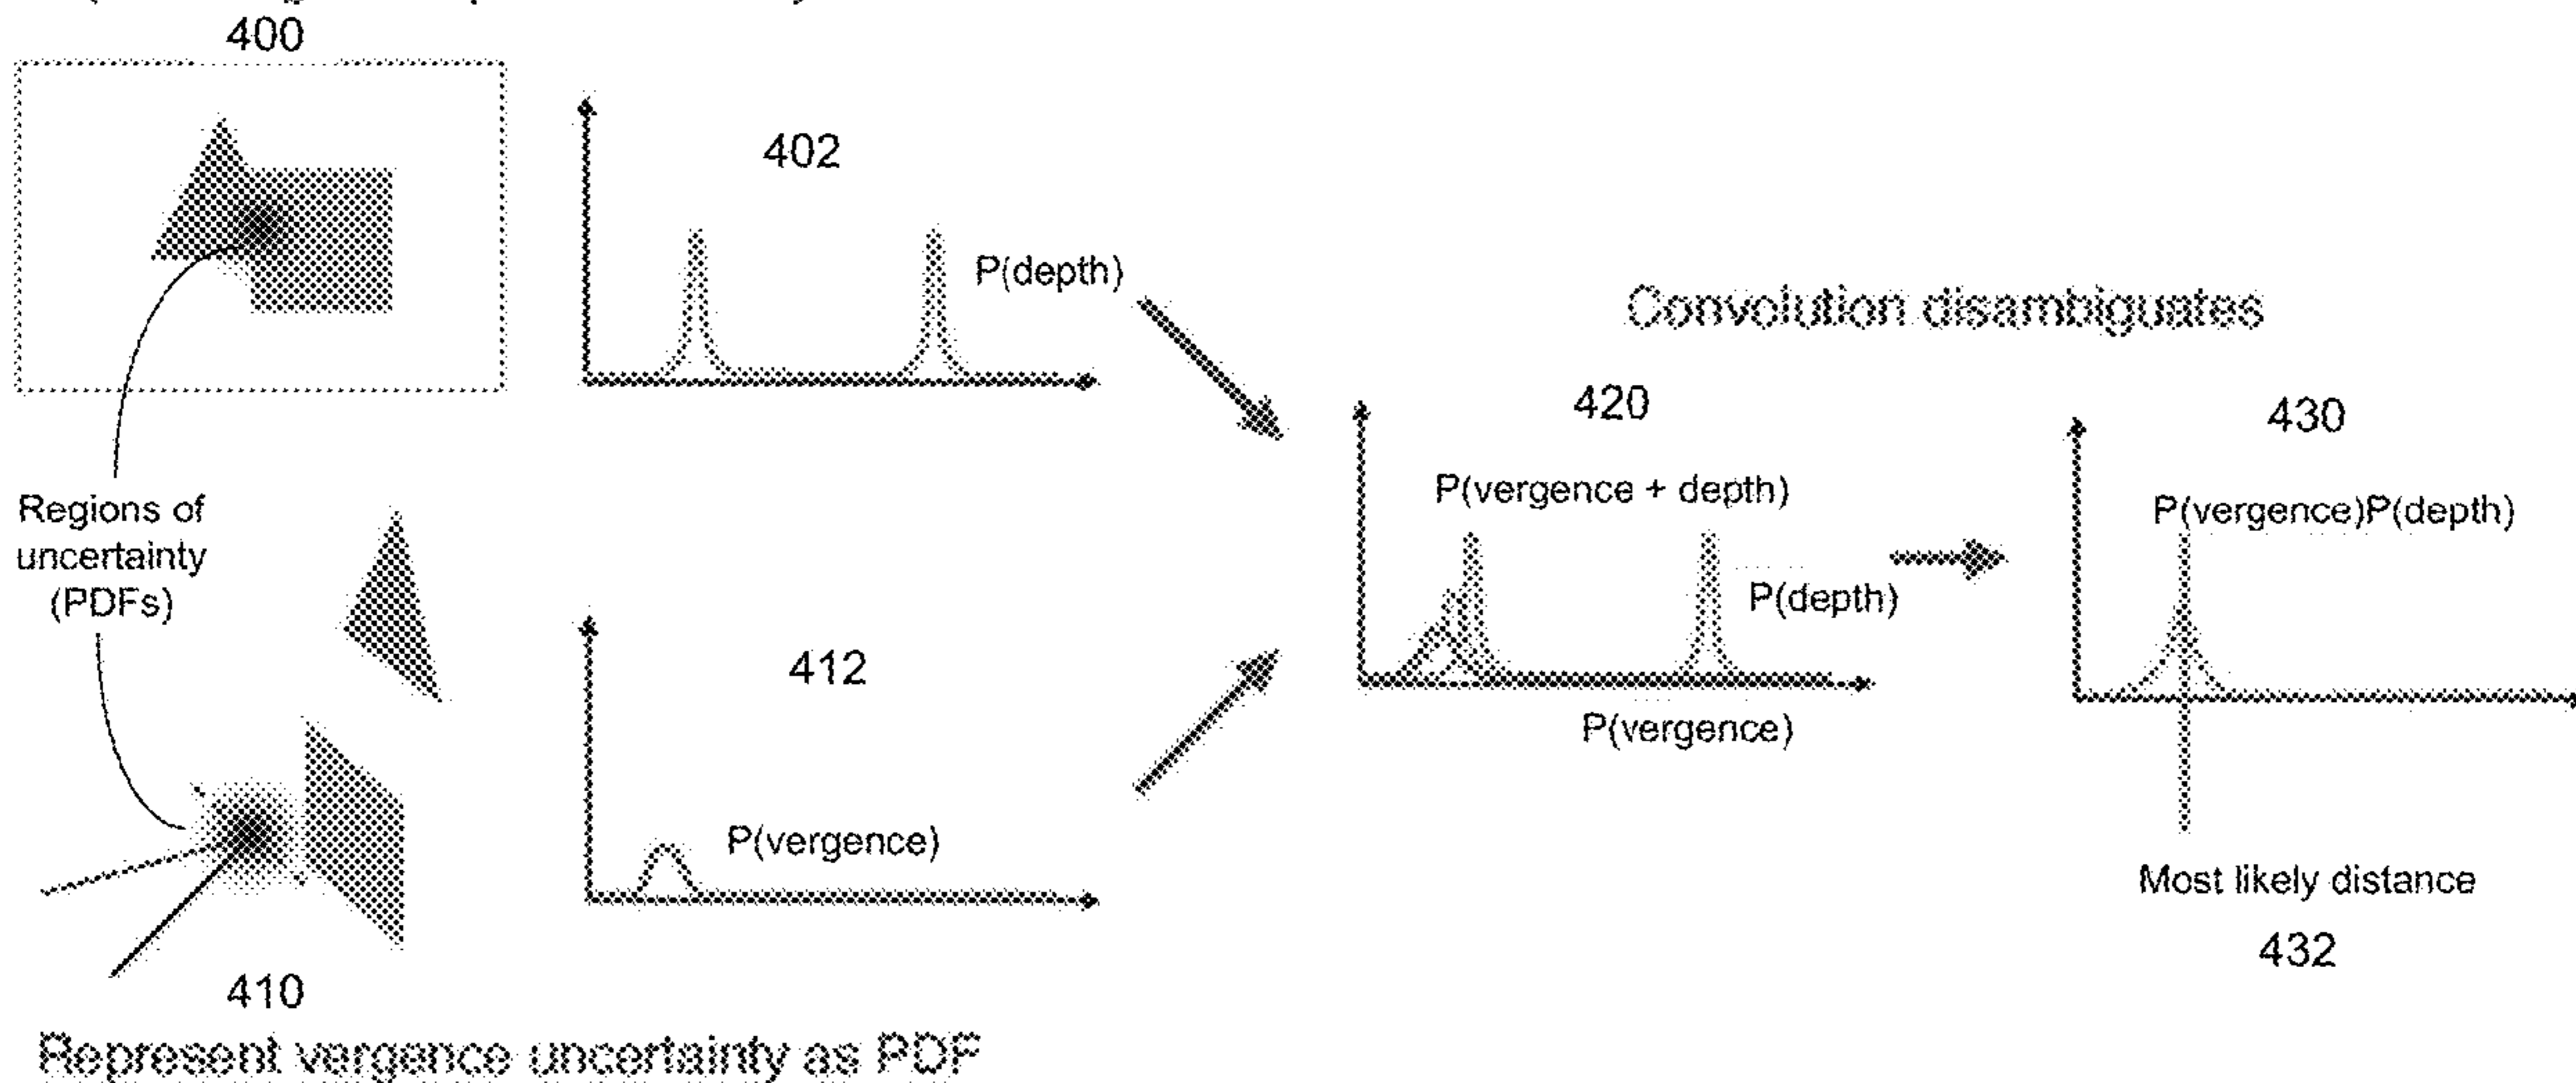 400
402
P(depth)
Regions of
uncertainty
(PDFs)
412
P(vergence)
410
Represent vergence uncertainty as PDF
Convolution disambiguates
420
P(vergence + depth)
P(depth)
P(vergence)
430
P(vergence)P(depth)
Most likely distance
432